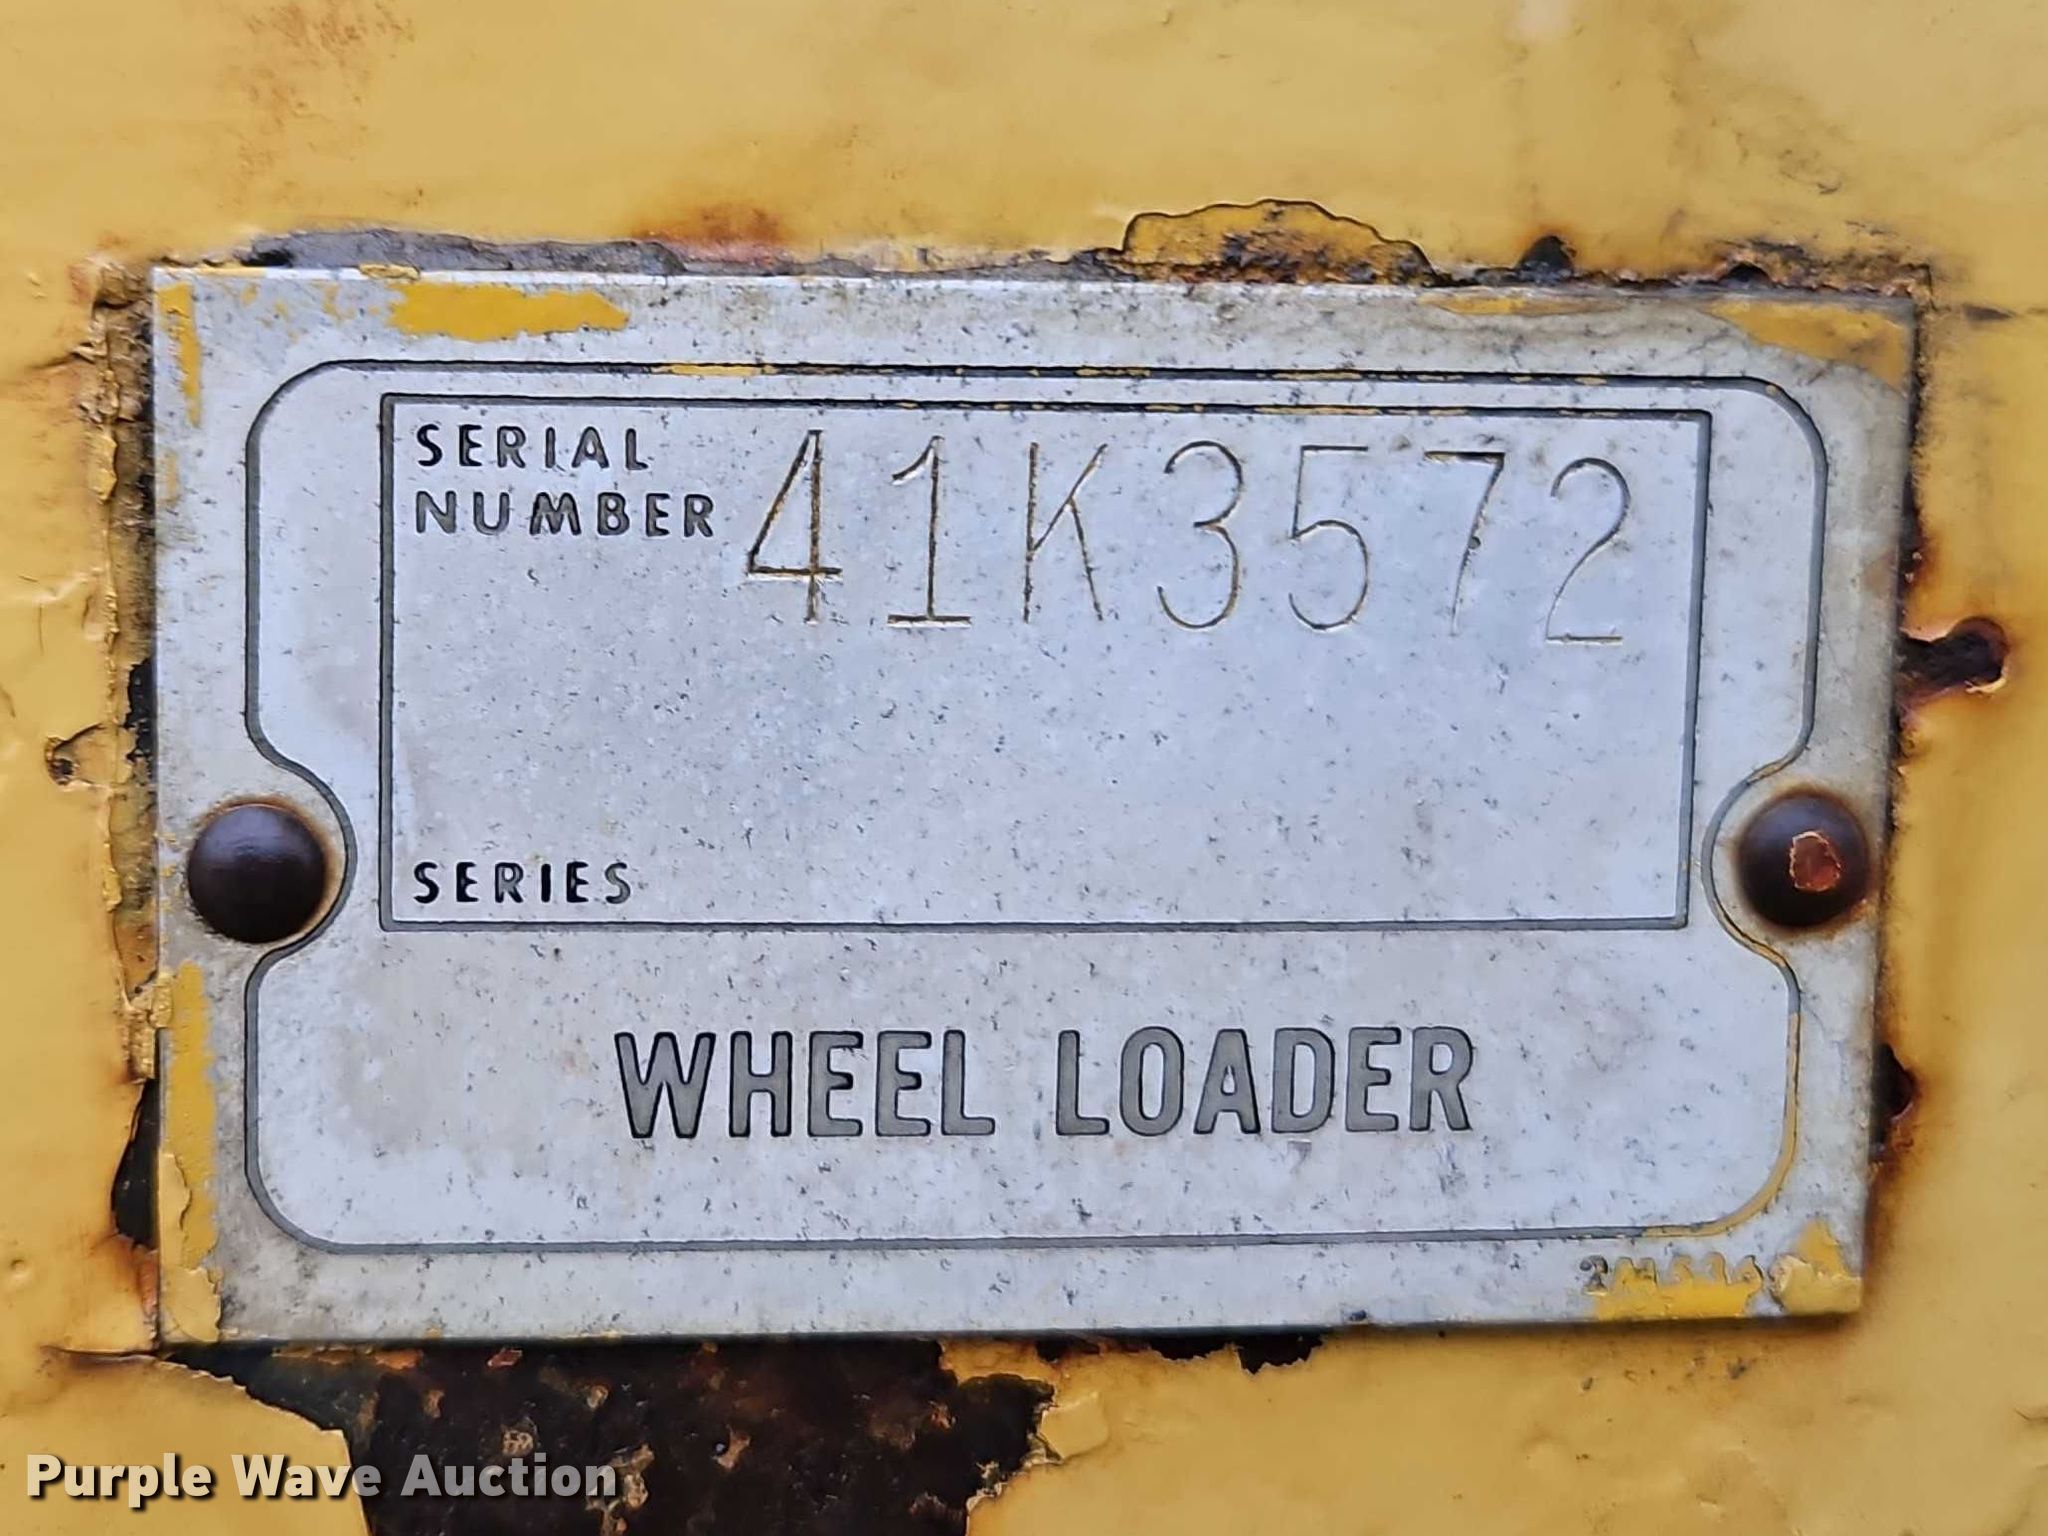 SERIAL
NUMBER 41K3572
SERIES
WHEEL LOADER
Purple Wave Auction